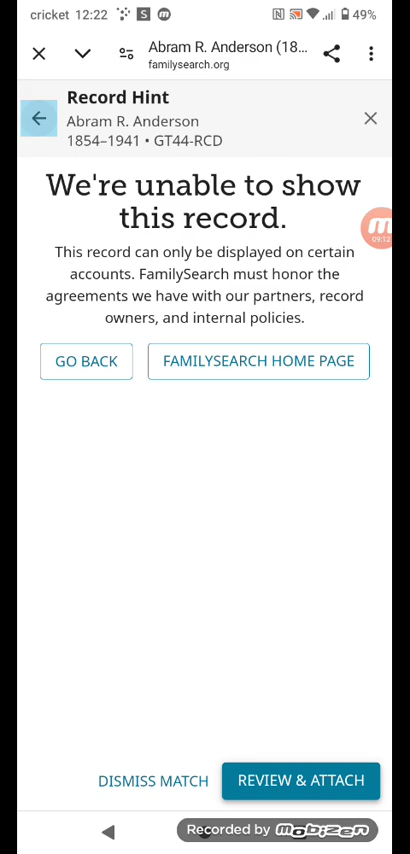 cricket 12:22 S m N 49%
Abram R. Anderson (18...
familysearch.org
Record Hint
Abram R. Anderson
1854–1941 • GT44-RCD
We're unable to show
this record.
m
09:12
This record can only be displayed on certain
accounts. FamilySearch must honor the
agreements we have with our partners, record
owners, and internal policies.
GO BACK
FAMILYSEARCH HOME PAGE
DISMISS MATCH
REVIEW & ATTACH
Recorded by mobizen